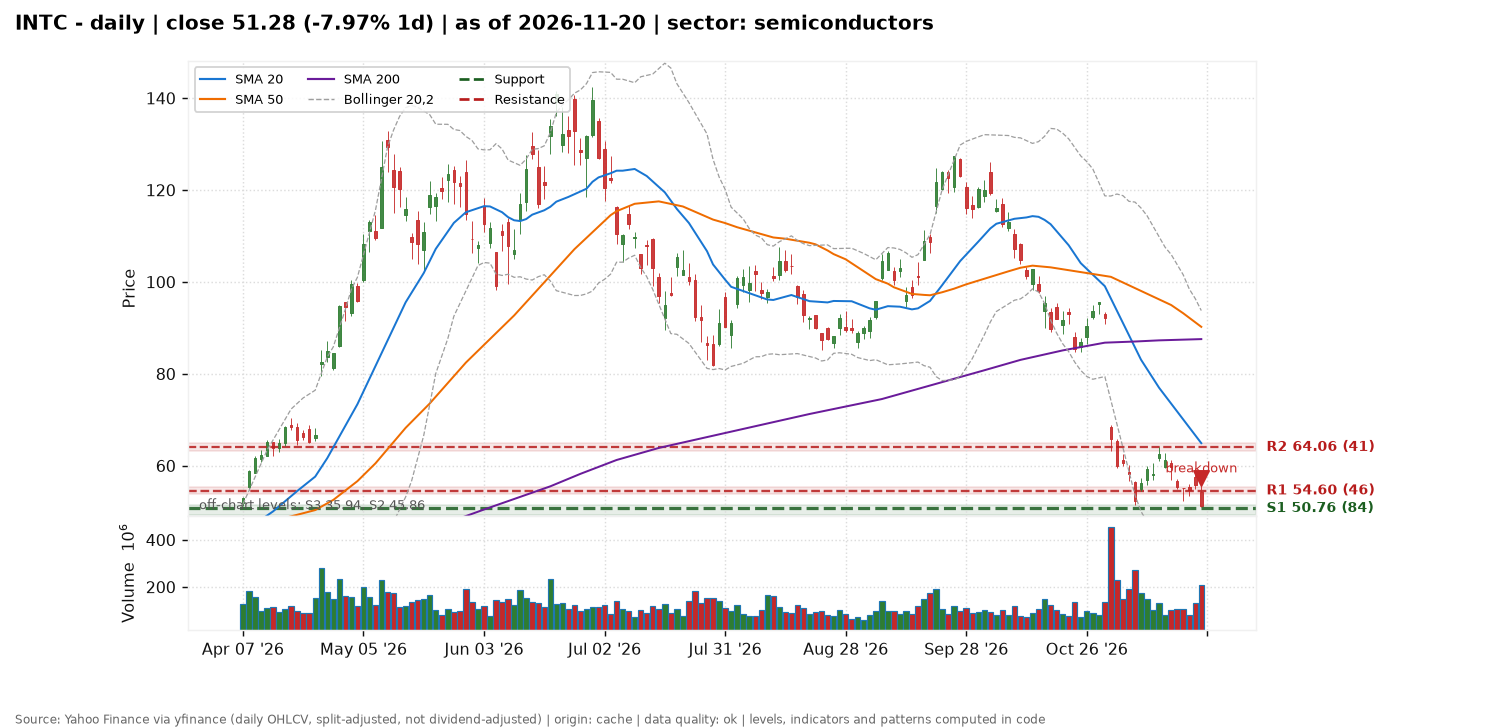 INTC - daily | close 51.28 (-7.97% 1d) | as of 2026-11-20 | sector: semiconductors
SMA 20
SMA 50
SMA 200
Bollinger 20,2
Support
Resistance
Price
140
120
100
80
60
R2 64.06 (41)
Breakdown
R1 54.60 (46)
off-chart levels: S3 35.94, S2 45.86
S1 50.76 (84)
Volume 10⁶
400
200
Apr 07 '26
May 05 '26
Jun 03 '26
Jul 02 '26
Jul 31 '26
Aug 28 '26
Sep 28 '26
Oct 26 '26
Source: Yahoo Finance via yfinance (daily OHLCV, split-adjusted, not dividend-adjusted) | origin: cache | data quality: ok | levels, indicators and patterns computed in code